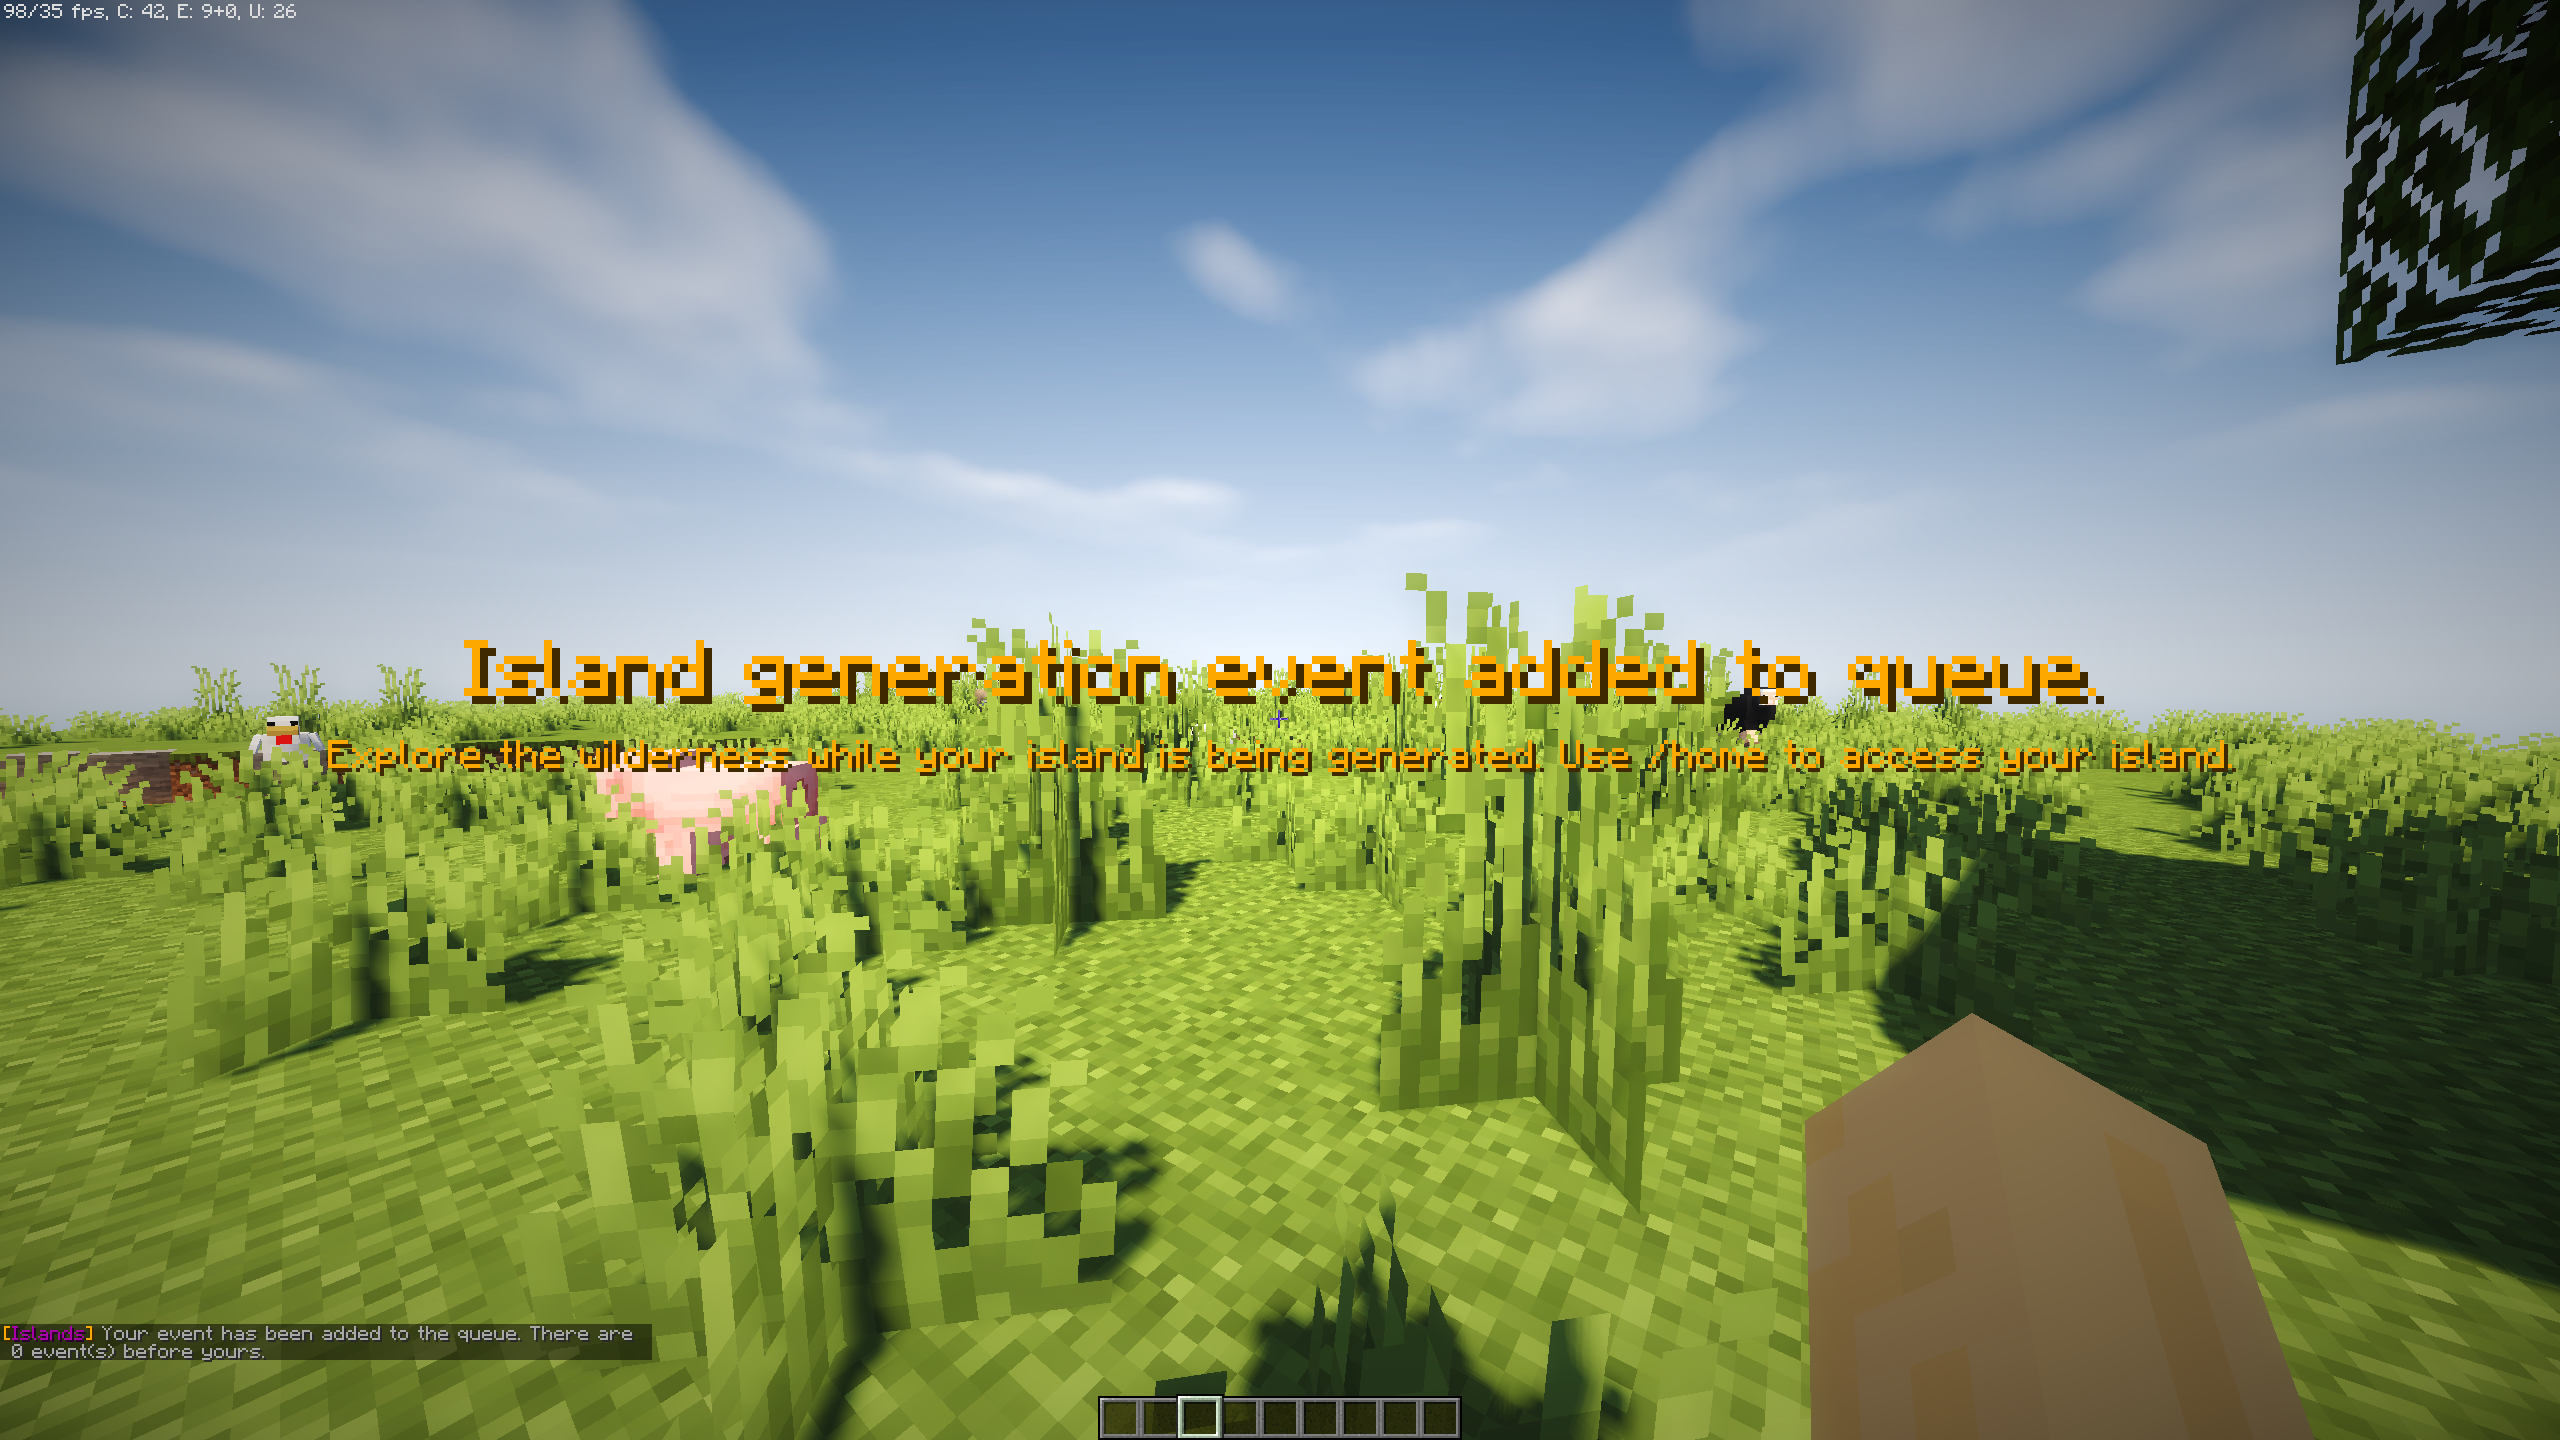 98/35 fps, C: 42, E: 9+0, U: 26
Island generation event added to queue.
Explore the wilderness while your island is being generated. Use /home to access your island.
[Islands] Your event has been added to the queue. There are
0 event(s) before yours.